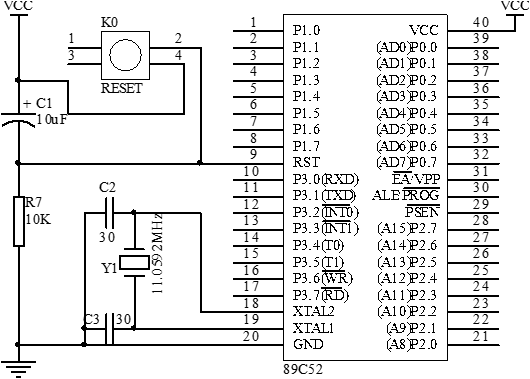 VCC
K0
1
2
3
4
RESET
+ C1
10uF
R7
10K
C2
30
Y1
11.0592MHz
C3 30
VCC
1 P1.0 VCC 40
2 P1.1 (AD0)P0.0 39
3 P1.2 (AD1)P0.1 38
4 P1.3 (AD2)P0.2 37
5 P1.4 (AD3)P0.3 36
6 P1.5 (AD4)P0.4 35
7 P1.6 (AD5)P0.5 34
8 P1.7 (AD6)P0.6 33
9 RST (AD7)P0.7 32
10 P3.0(RXD) EA/VPP 31
11 P3.1(TXD) ALE/PROG 30
12 P3.2(INT0) PSEN 29
13 P3.3(INT1) (A15)P2.7 28
14 P3.4(T0) (A14)P2.6 27
15 P3.5(T1) (A13)P2.5 26
16 P3.6(WR) (A12)P2.4 25
17 P3.7(RD) (A11)P2.3 24
18 XTAL2 (A10)P2.2 23
19 XTAL1 (A9)P2.1 22
20 GND (A8)P2.0 21
89C52